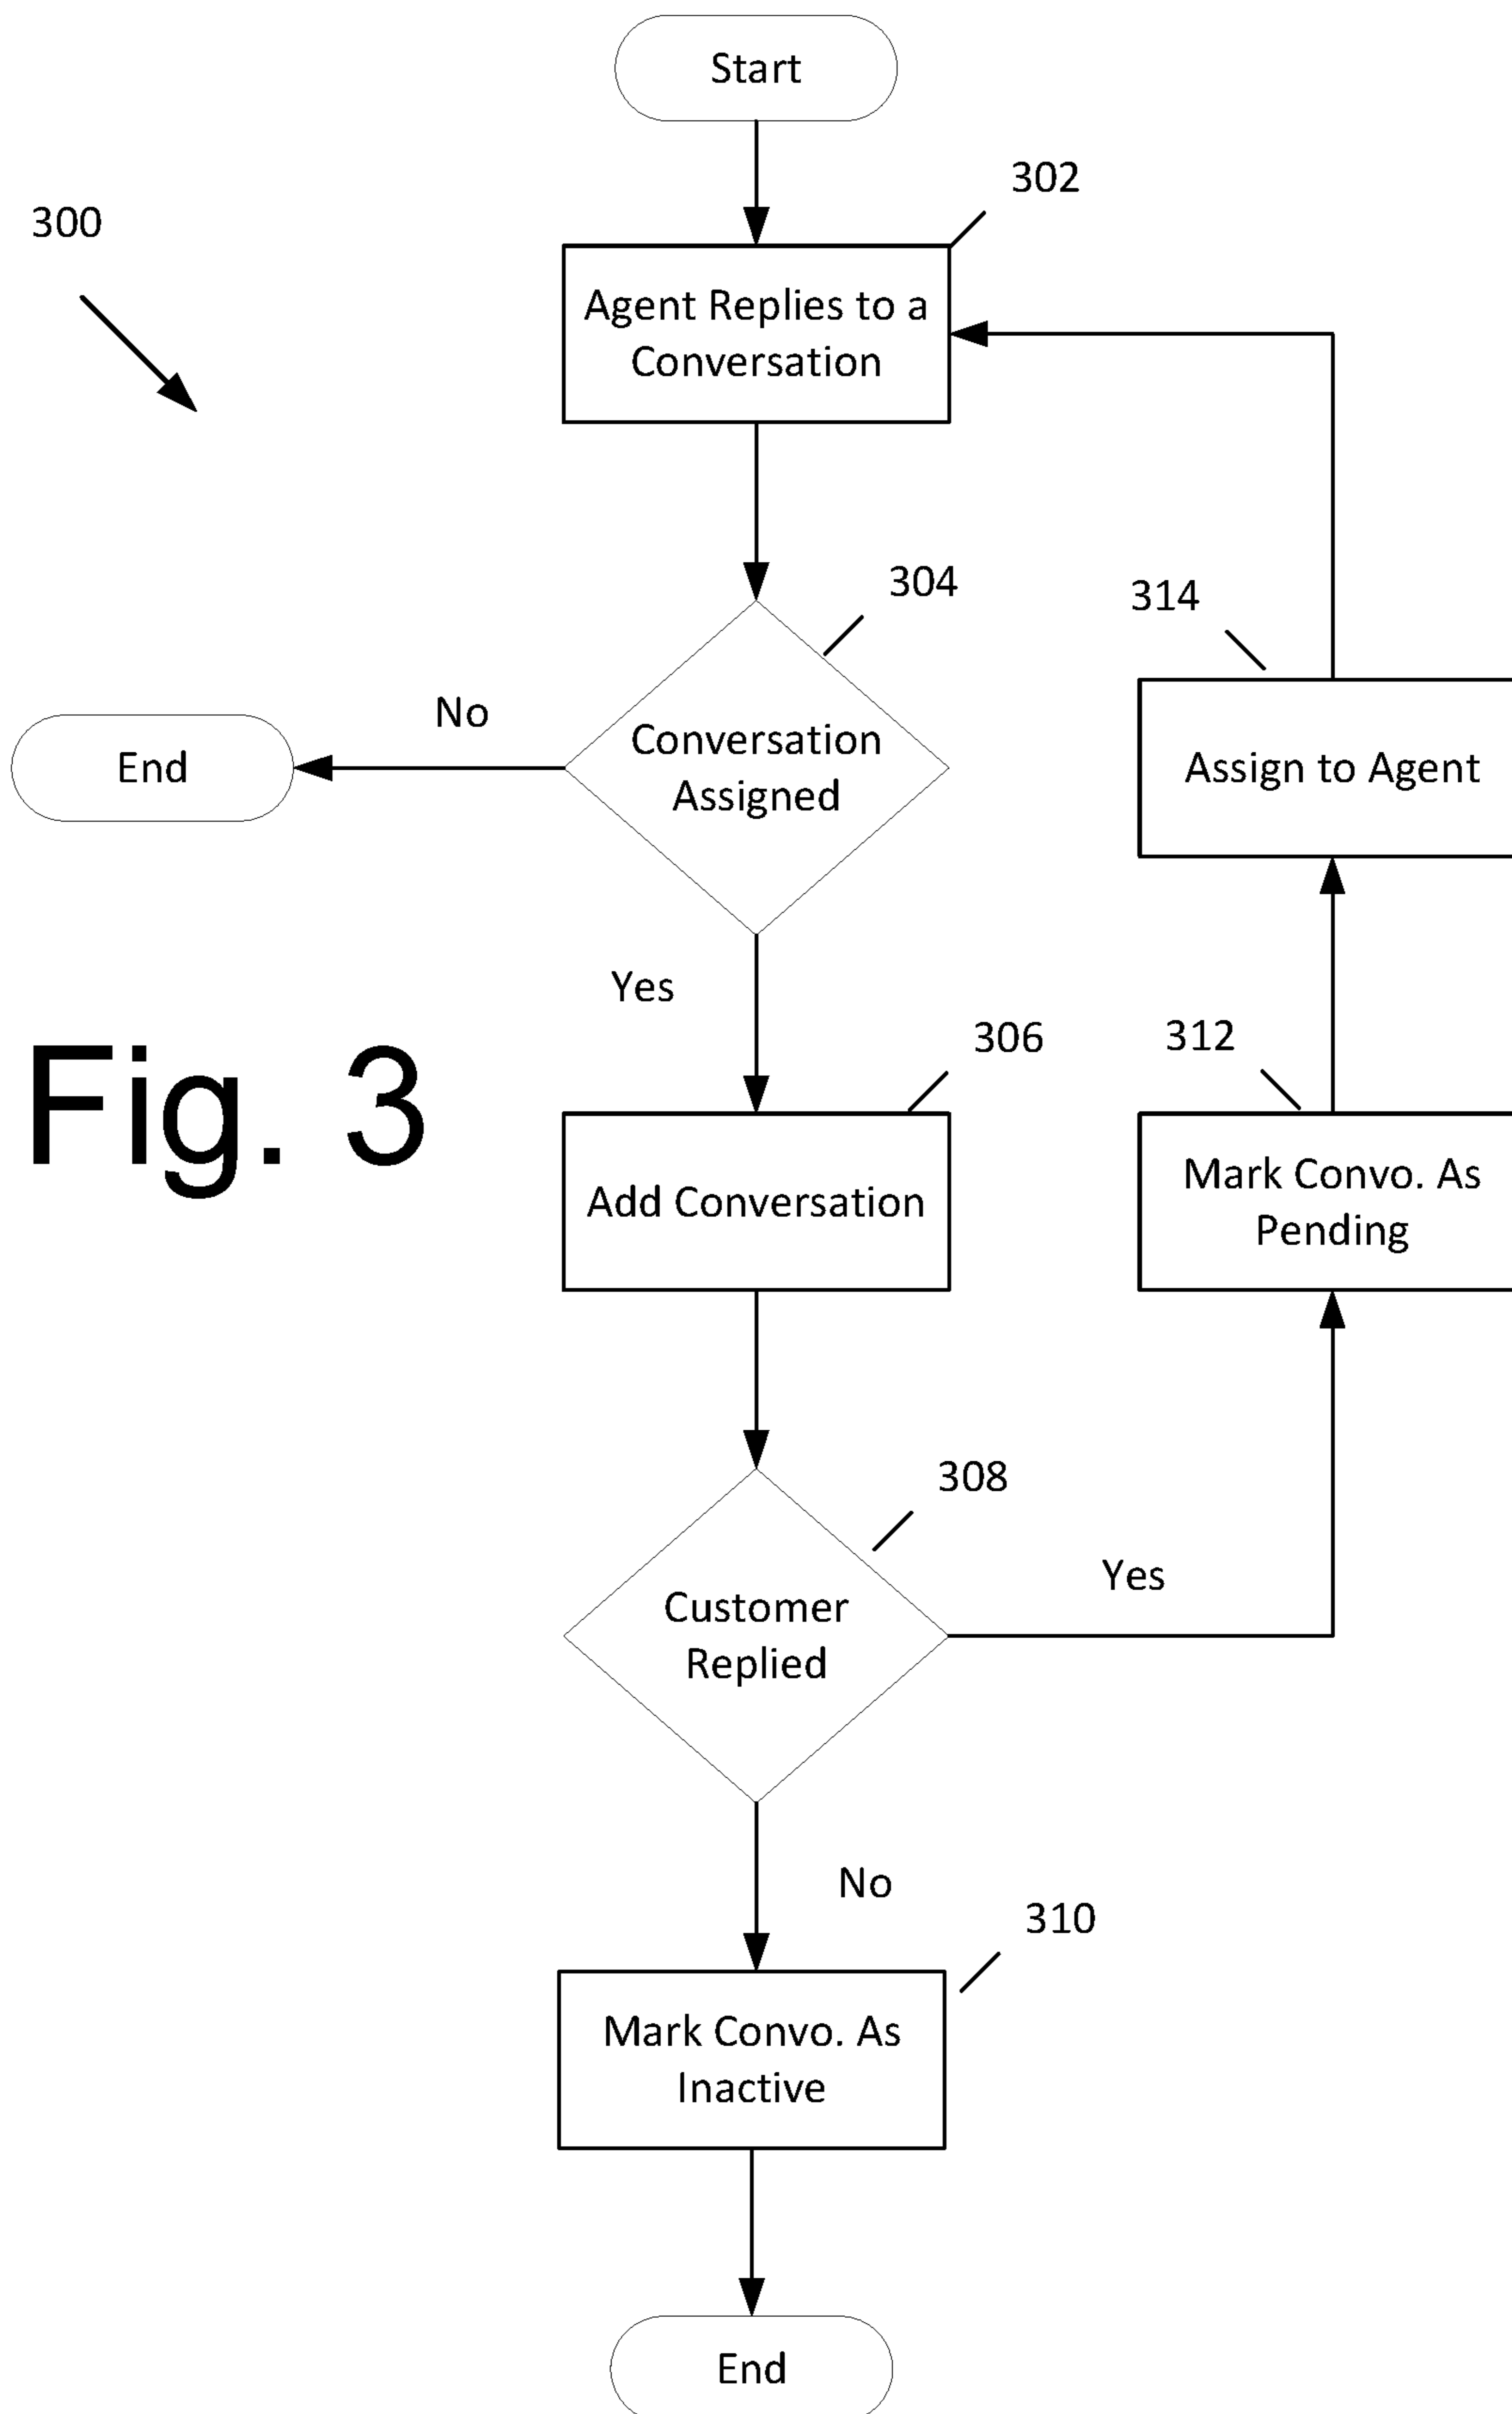 Start
302
300
Agent Replies to a
Conversation
304
314
No
Conversation
Assigned
End
Assign to Agent
Yes
306
312
Fig. 3
Add Conversation
Mark Convo. As
Pending
308
Yes
Customer
Replied
No
310
Mark Convo. As
Inactive
End